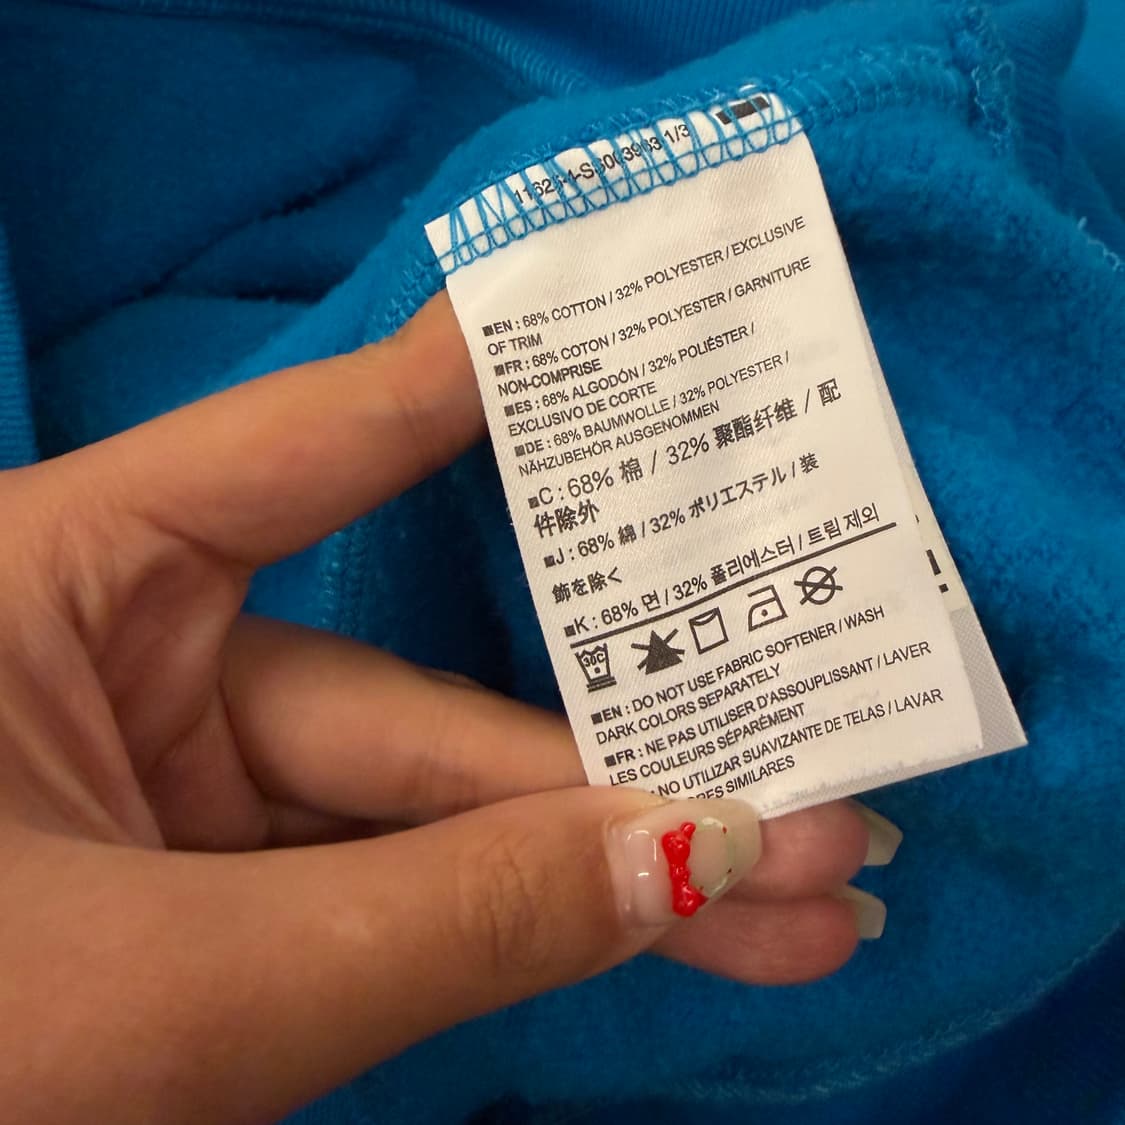 1/3
■EN : 68% COTTON / 32% POLYESTER / EXCLUSIVE
OF TRIM
■FR : 68% COTON / 32% POLYESTER / GARNITURE
NON-COMPRISE
■ES : 68% ALGODÓN / 32% POLIÉSTER /
EXCLUSIVO DE CORTE
■DE : 68% BAUMWOLLE / 32% POLYESTER /
NÄHZUBEHÖR AUSGENOMMEN
■C : 68% 棉 / 32% 聚酯纤维 / 配
件除外
■J : 68% 綿 / 32% ポリエステル / 装
飾を除く
■K : 68% 면 / 32% 폴리에스터 / 트림 제외
30C
■EN : DO NOT USE FABRIC SOFTENER / WASH
DARK COLORS SEPARATELY
■FR : NE PAS UTILISER D'ASSOUPLISSANT / LAVER
LES COULEURS SÉPARÉMENT
: NO UTILIZAR SUAVIZANTE DE TELAS / LAVAR
SIMILARES